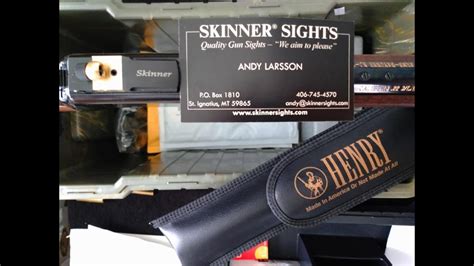 SKINNER® SIGHTS
Quality Gun Sights ~ "We aim to please"
ANDY LARSSON
P.O. Box 1810
St. Ignatius, MT 59865
406-745-4570
andy@skinnersights.com
www.skinnersights.com
Skinner
HENRY
Made in America Or Not Made At All